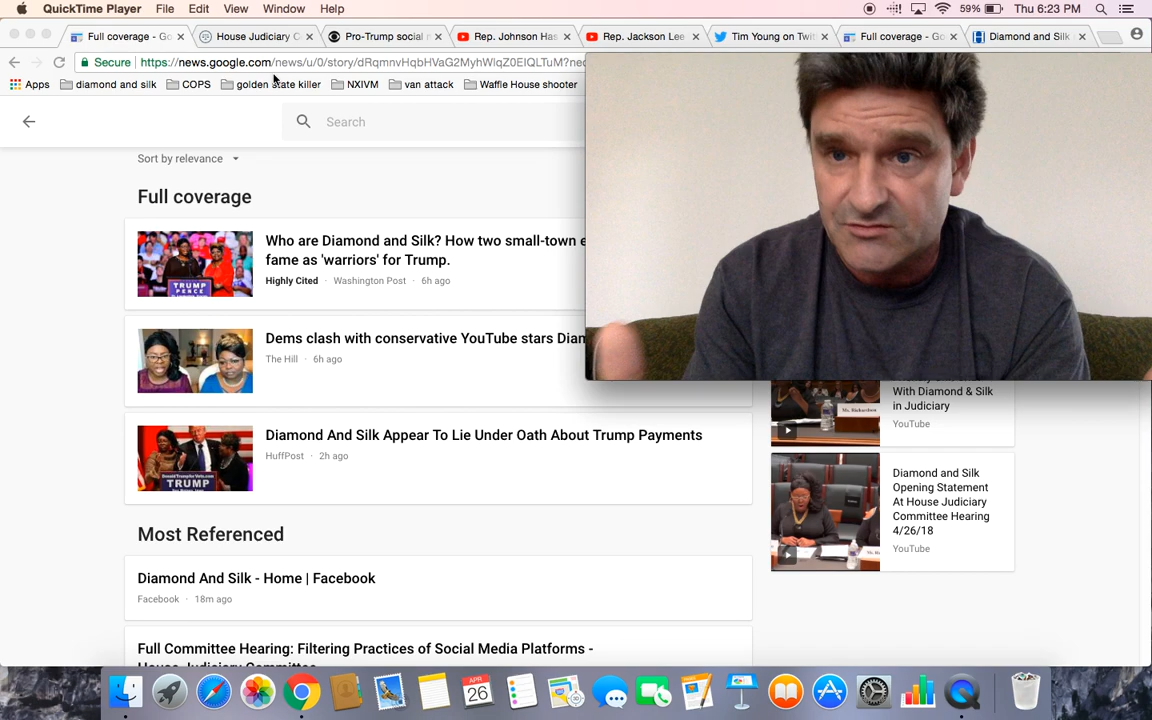 QuickTime Player File Edit View Window Help 59% Thu 6:23 PM
Full coverage - Go House Judiciary C Pro-Trump social Rep. Johnson Has Rep. Jackson Lee Tim Young on Twit Full coverage - Go Diamond and Silk
Secure https://news.google.com/news/u/0/story/
Apps diamond and silk COPS golden state killer NXIVM van attack Waffle House shooter
Search
Sort by relevance
Full coverage
Who are Diamond and Silk? How two small-town
fame as 'warriors' for Trump.
Highly Cited · Washington Post · 6h ago
Dems clash with conservative YouTube stars
The Hill · 6h ago
Diamond And Silk Appear To Lie Under Oath About Trump Payments
HuffPost · 2h ago
TRUMP
PENCE
TRUMP
With Diamond & Silk
in Judiciary
YouTube
Diamond and Silk
Opening Statement
At House Judiciary
Committee Hearing
4/26/18
YouTube
Most Referenced
Diamond And Silk - Home | Facebook
Facebook · 18m ago
Full Committee Hearing: Filtering Practices of Social Media Platforms -
House Judiciary Committee
APR
26